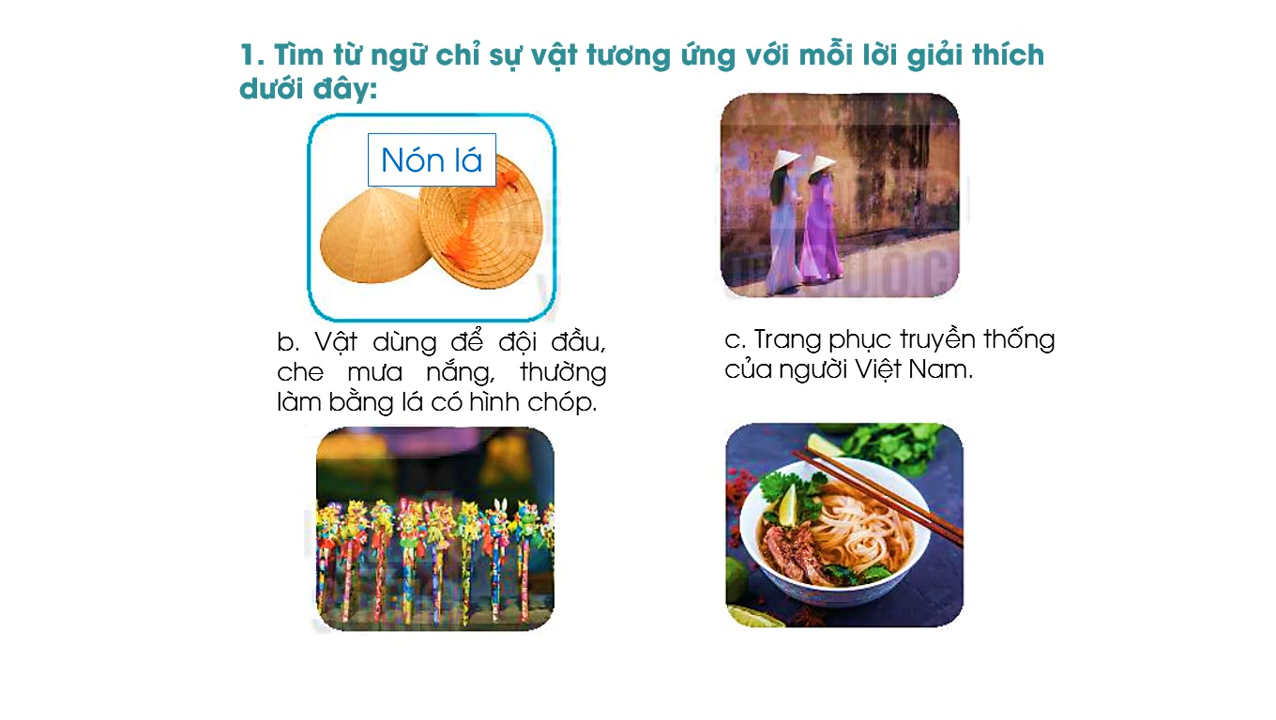 1. Tìm từ ngữ chỉ sự vật tương ứng với mỗi lời giải thích
dưới đây:
Nón lá
b. Vật dùng để đội đầu,
che mưa nắng, thường
làm bằng lá có hình chóp.
c. Trang phục truyền thống
của người Việt Nam.